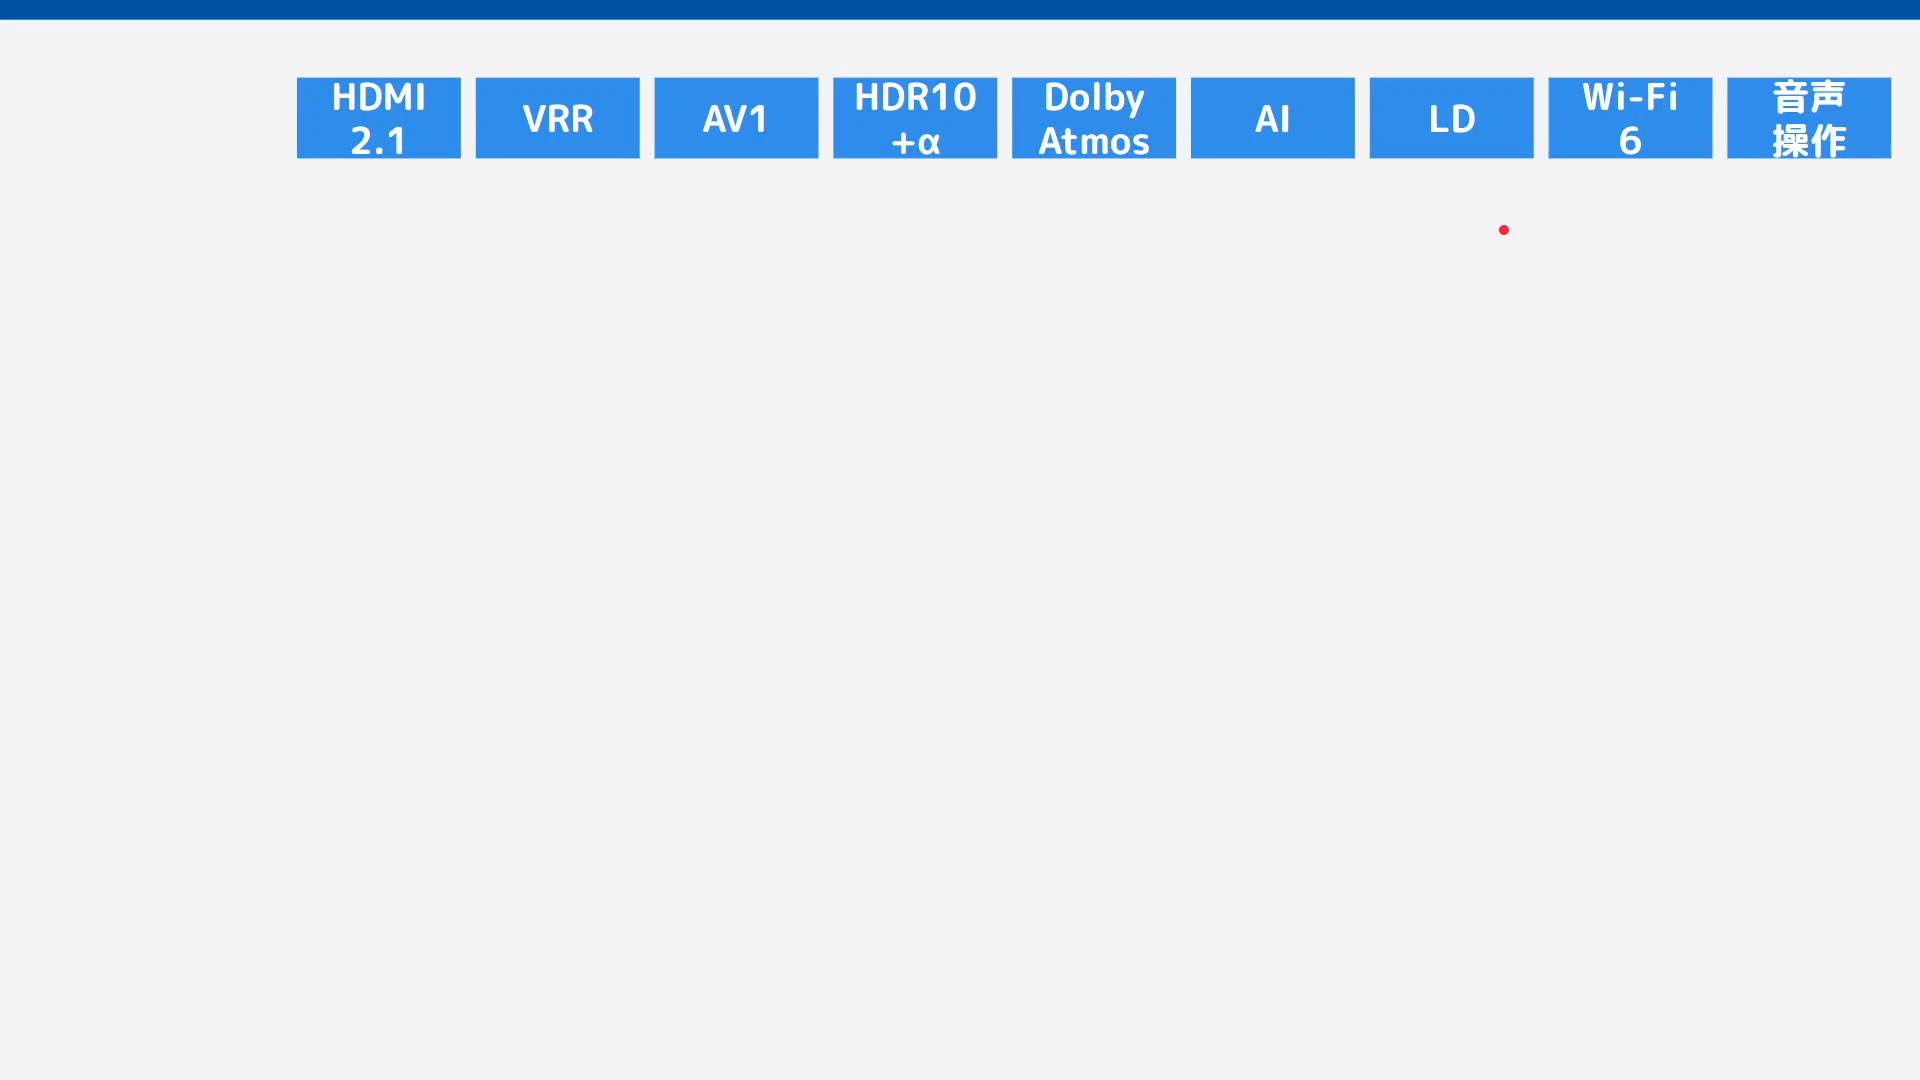 HDMI
2.1
VRR
AV1
HDR10
+α
Dolby
Atmos
AI
LD
Wi-Fi
6
音声
操作